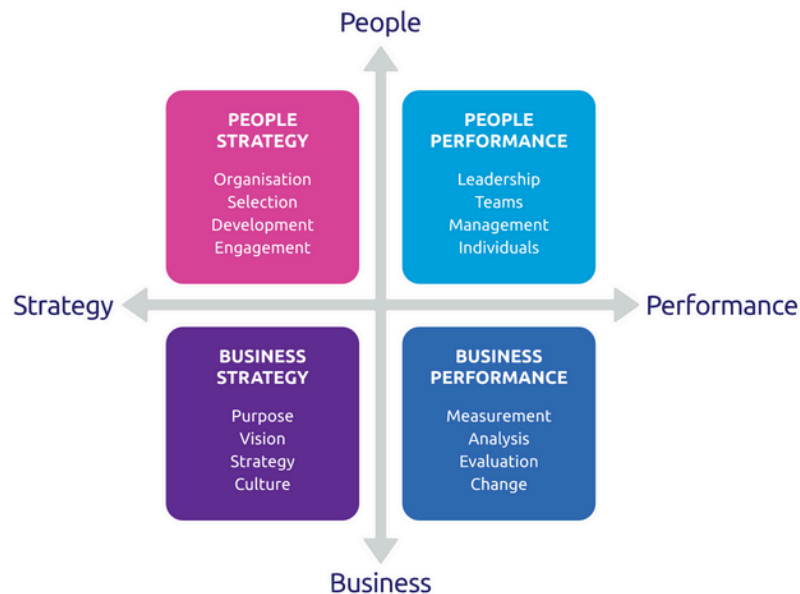 People
PEOPLE
STRATEGY
Organisation
Selection
Development
Engagement
PEOPLE
PERFORMANCE
Leadership
Teams
Management
Individuals
Strategy
Performance
BUSINESS
STRATEGY
Purpose
Vision
Strategy
Culture
BUSINESS
PERFORMANCE
Measurement
Analysis
Evaluation
Change
Business